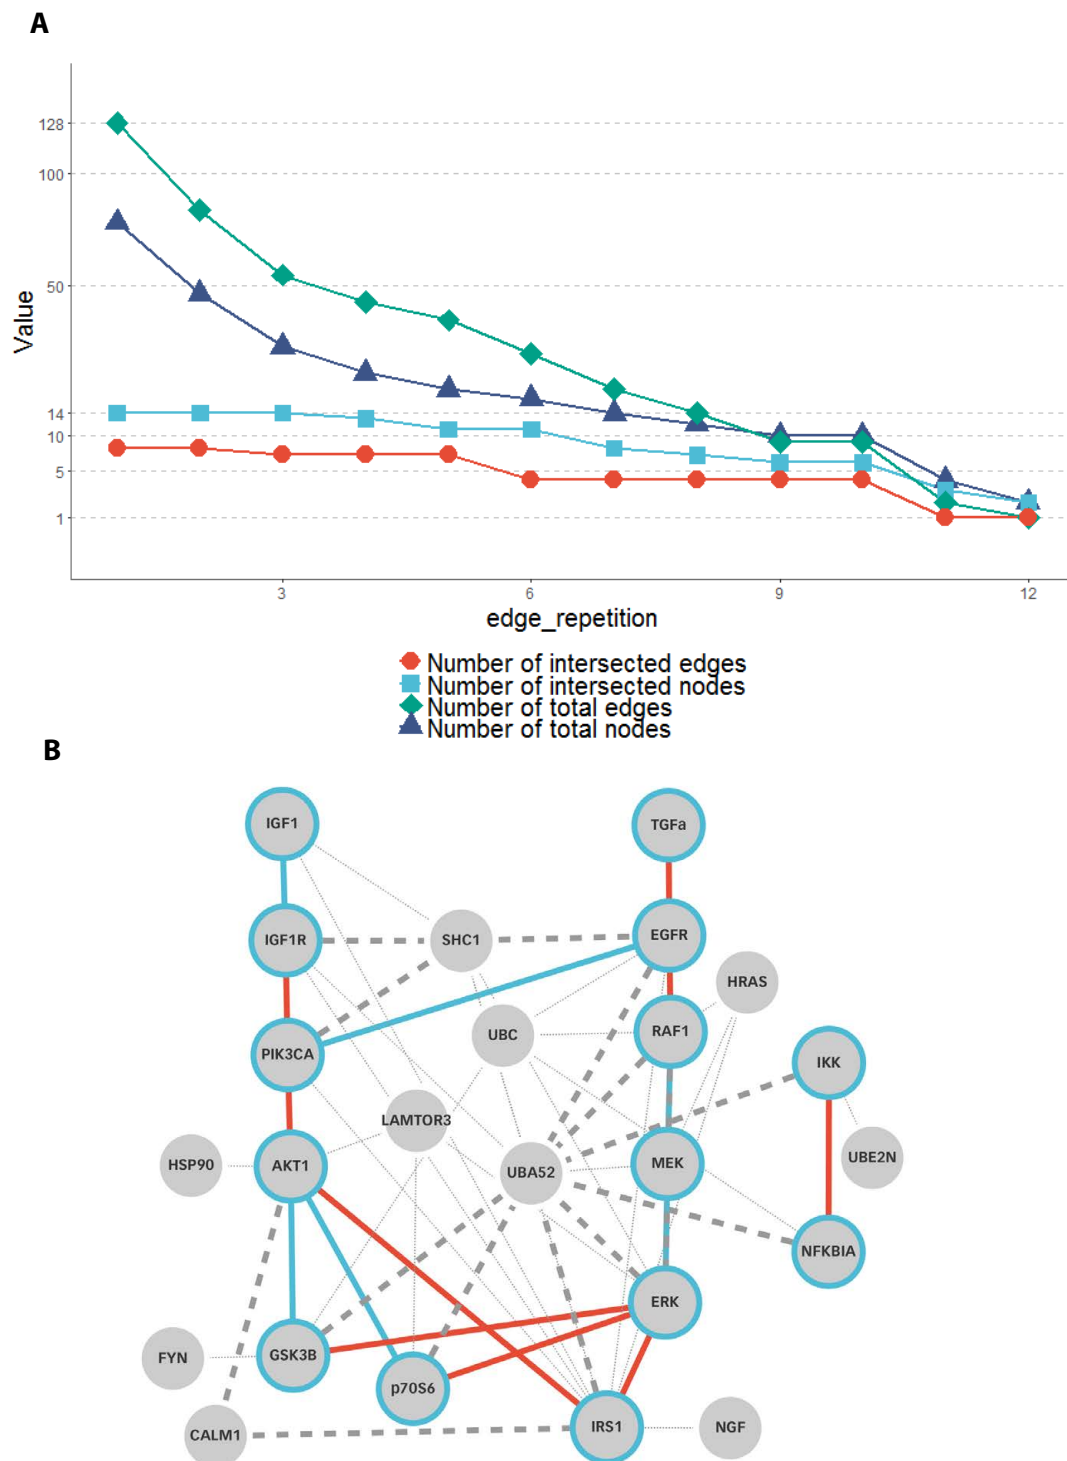 A
128
100
50
14
10
5
1
Value
3 6 9 12
edge_repetition
Number of intersected edges
Number of intersected nodes
Number of total edges
Number of total nodes
B
IGF1 TGFa
IGF1R SHC1 EGFR
HRAS
UBC RAF1
PIK3CA IKK
LAMTOR3
HSP90 AKT1 UBA52 MEK UBE2N
NFKBIA
ERK
FYN GSK3B
p70S6
CALM1 IRS1 NGF